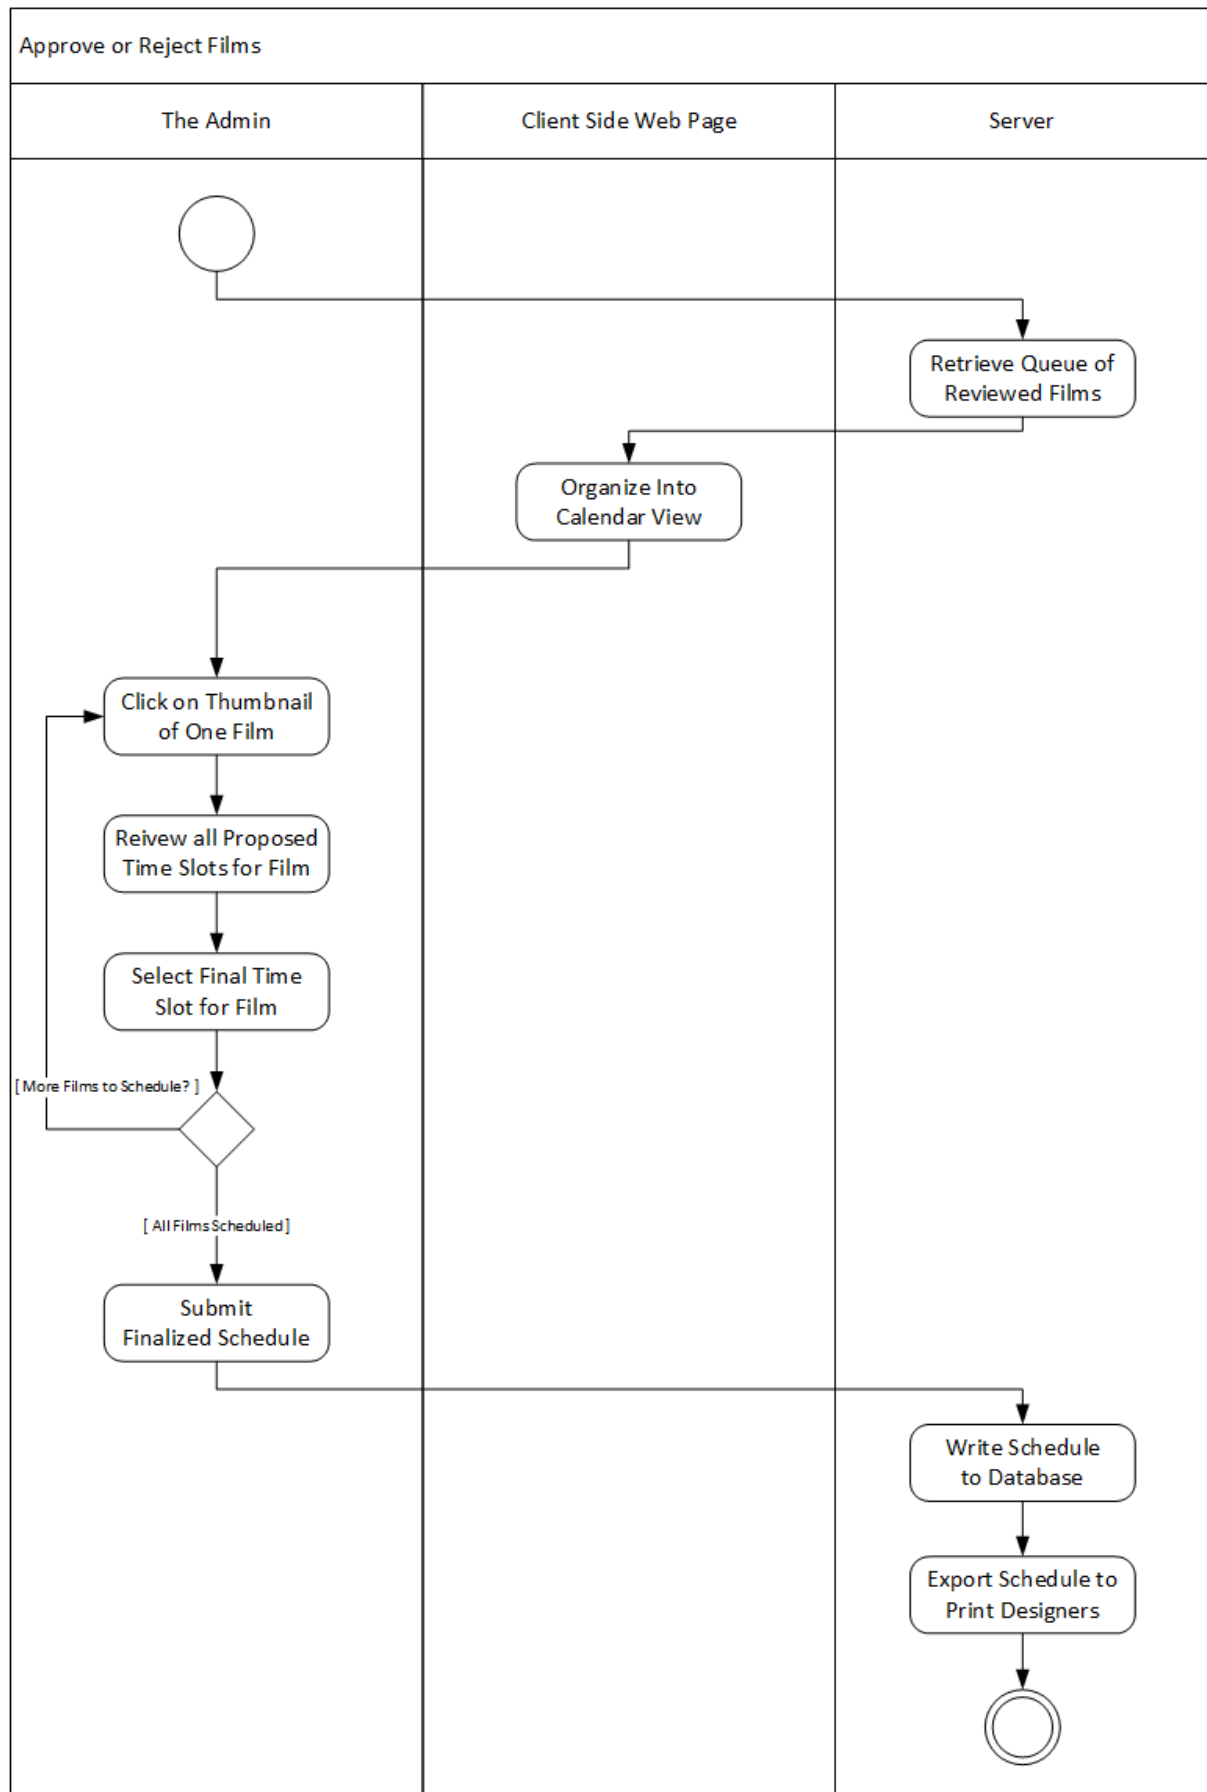 Approve or Reject Films
The Admin
Client Side Web Page
Server
Retrieve Queue of
Reviewed Films
Organize Into
Calendar View
Click on Thumbnail
of One Film
Reivew all Proposed
Time Slots for Film
Select Final Time
Slot for Film
[ More Films to Schedule? ]
[ All Films Scheduled ]
Submit
Finalized Schedule
Write Schedule
to Database
Export Schedule to
Print Designers